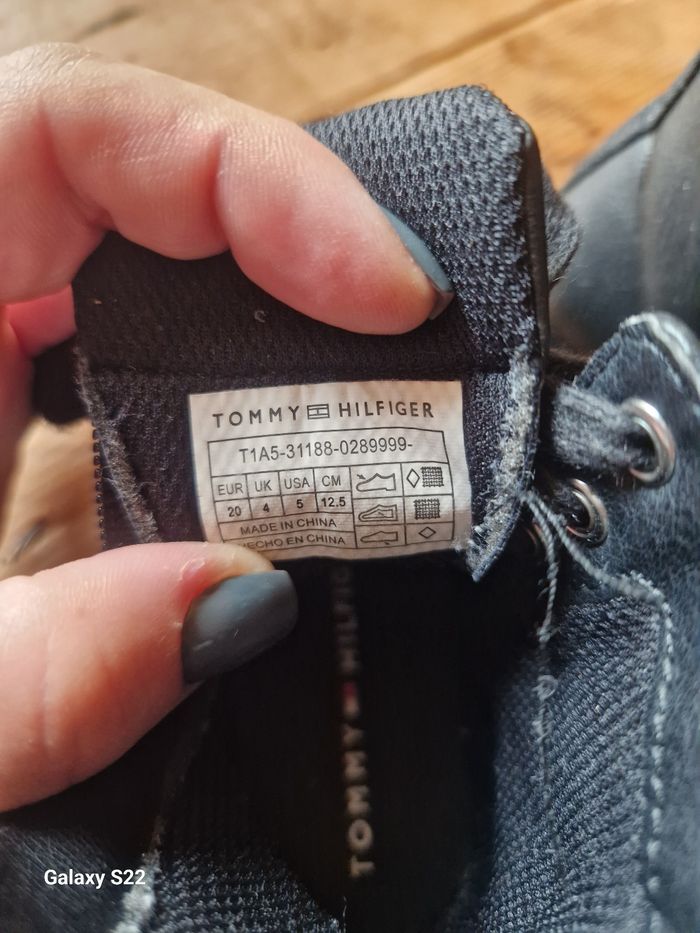 TOMMY HILFIGER
T1A5-31188-0289999-
EUR UK USA CM
20 4 5 12.5
MADE IN CHINA
HECHO EN CHINA
TOMMY HILFIG
Galaxy S22